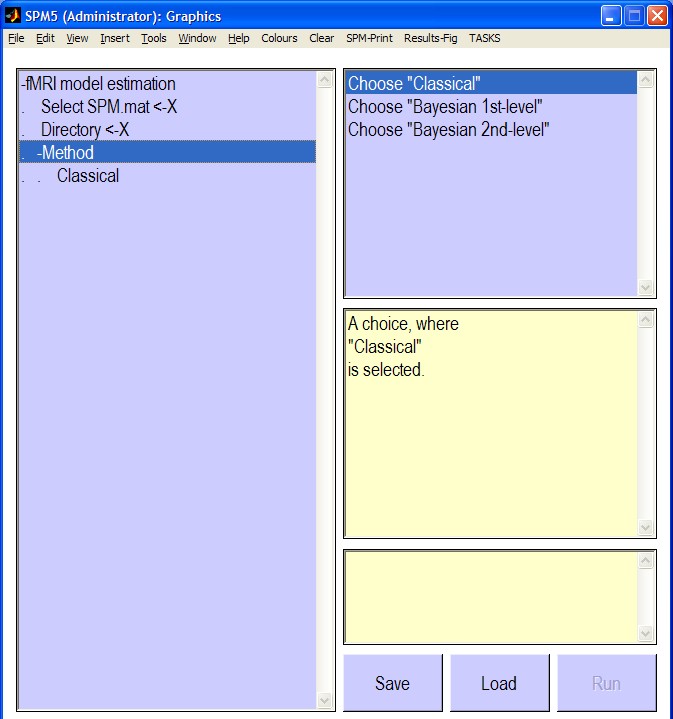 SPM5 (Administrator): Graphics
File Edit View Insert Tools Window Help Colours Clear SPM-Print Results-Fig TASKS
-fMRI model estimation
. Select SPM.mat <-X
. Directory <-X
. -Method
. . Classical
Choose "Classical"
Choose "Bayesian 1st-level"
Choose "Bayesian 2nd-level"
A choice, where
"Classical"
is selected.
Save Load Run